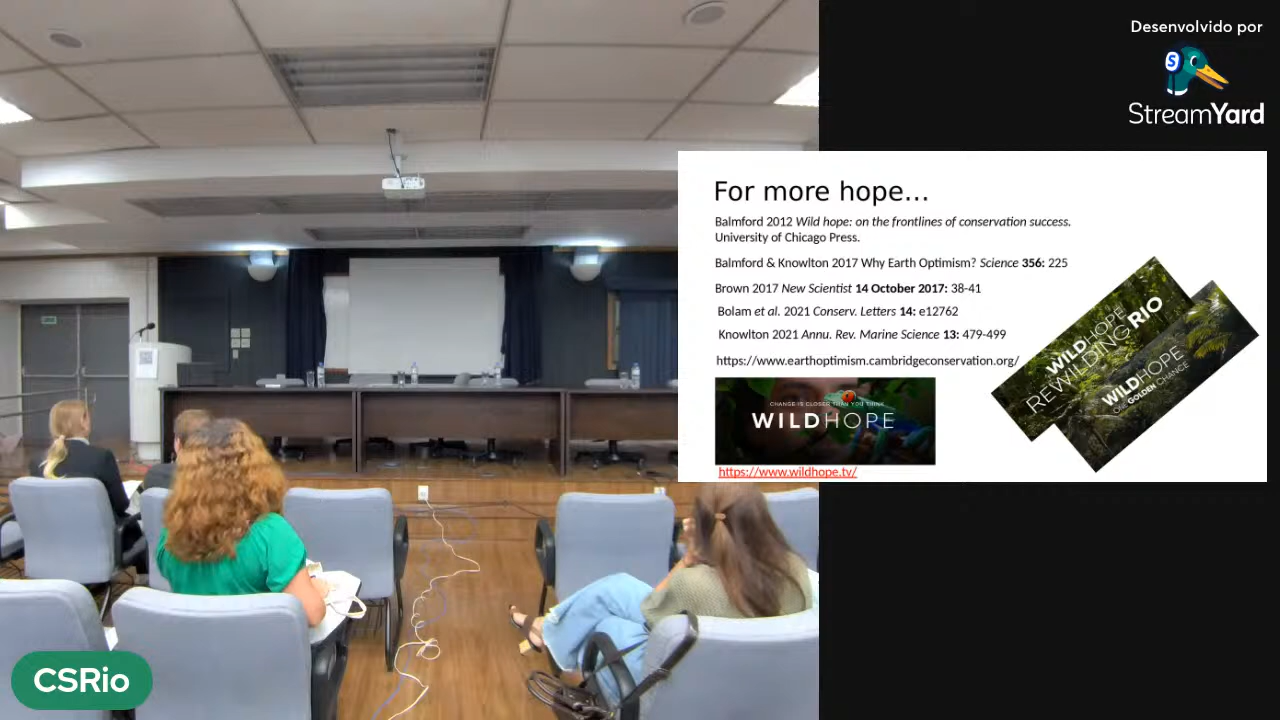 Desenvolvido por
S
StreamYard
For more hope...
Balmford 2012 Wild hope: on the frontlines of conservation success.
University of Chicago Press.
Balmford & Knowlton 2017 Why Earth Optimism? Science 356: 225
Brown 2017 New Scientist 14 October 2017: 38-41
Bolam et al. 2021 Conserv. Letters 14: e12762
Knowlton 2021 Annu. Rev. Marine Science 13: 479-499
https://www.earthoptimism.cambridgeconservation.org/
WILDHOPE
REWILDING RIO
WILDHOPE
ONE GOLDEN CHANGE
CHANGE IS CLOSER THAN YOU THINK
WILDHOPE
https://www.wildhope.tv/
CSRio